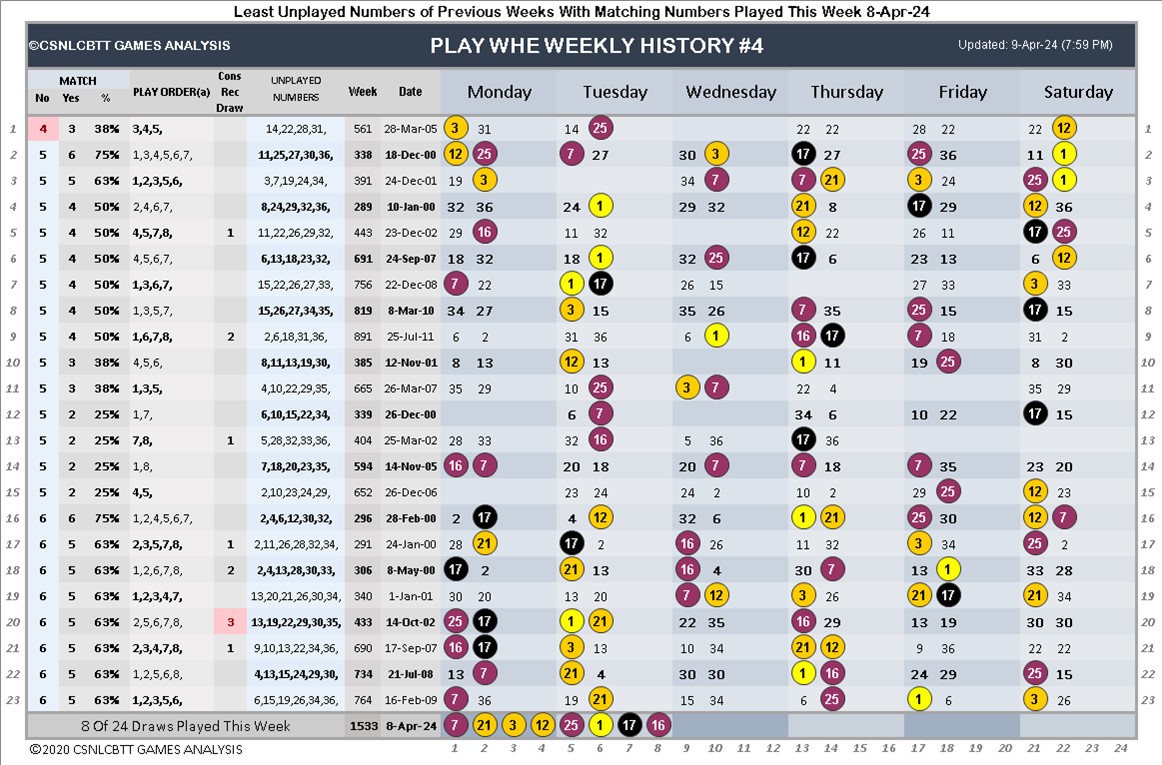 Least Unplayed Numbers of Previous Weeks With Matching Numbers Played This Week 8-Apr-24
©CSNLCBTT GAMES ANALYSIS PLAY WHE WEEKLY HISTORY #4 Updated: 9-Apr-24 (7:59 PM)
MATCH No Yes % PLAY ORDER(a) Cons Rec Draw UNPLAYED NUMBERS Week Date Monday Tuesday Wednesday Thursday Friday Saturday
1 4 3 38% 3,4,5, 14,22,28,31, 561 28-Mar-05 3 31 14 25 22 22 28 22 22 12 1
2 5 6 75% 1,3,4,5,6,7, 11,25,27,30,36, 338 18-Dec-00 12 25 7 27 30 3 17 27 25 36 11 1 2
3 5 5 63% 1,2,3,5,6, 3,7,19,24,34, 391 24-Dec-01 19 3 34 7 7 14 3 24 25 1 3
4 5 4 50% 2,4,6,7, 8,24,29,32,36, 289 10-Jan-00 32 36 24 1 29 32 21 8 17 29 12 36 4
5 5 4 50% 4,5,7,8, 1 11,22,26,29,32, 443 23-Dec-02 29 16 11 32 12 22 26 11 17 25 5
6 5 4 50% 4,5,6,7, 6,13,18,23,32, 691 24-Sep-07 18 32 18 1 32 25 17 6 23 13 6 12 6
7 5 4 50% 1,3,6,7, 15,22,26,27,33, 756 22-Dec-08 7 22 1 17 26 15 27 33 3 33 7
8 5 4 50% 1,3,5,7, 15,26,27,34,35, 819 8-Mar-10 34 27 3 15 35 26 7 35 25 15 17 15 8
9 5 4 50% 1,6,7,8, 2 2,6,18,31,36, 891 25-Jul-11 6 2 31 36 6 1 16 17 7 18 31 2 9
10 5 3 38% 4,5,6, 8,11,13,19,30, 385 12-Nov-01 8 13 12 13 1 11 19 25 8 30 10
11 5 3 38% 1,3,5, 4,10,22,29,35, 665 26-Mar-07 35 29 10 25 3 7 22 4 35 29 11
12 5 2 25% 1,7, 6,10,15,22,34, 339 26-Dec-00 6 7 34 6 10 22 17 15 12
13 5 2 25% 7,8, 1 5,28,32,33,36, 404 25-Mar-02 28 33 32 16 5 36 17 36 13
14 5 2 25% 1,8, 7,18,20,23,35, 594 14-Nov-05 16 7 20 18 20 7 7 18 7 35 23 20 14
15 5 2 25% 4,5, 2,10,23,24,29, 652 26-Dec-06 23 24 24 2 10 2 29 25 12 23 15
16 6 6 75% 1,2,4,5,6,7, 2,4,6,12,30,32, 296 28-Feb-00 2 17 4 12 32 6 1 21 25 30 12 7 16
17 6 5 63% 2,3,5,7,8, 1 2,11,26,28,32,34, 291 24-Jan-00 28 21 17 2 16 26 11 32 3 34 25 2 17
18 6 5 63% 1,2,6,7,8, 2 2,4,13,28,30,33, 306 8-May-00 17 2 21 13 16 4 30 7 13 1 33 28 18
19 6 5 63% 1,2,3,4,7, 13,20,21,26,30,34, 340 1-Jan-01 30 20 13 20 7 12 3 26 21 17 21 34 19
20 6 5 63% 2,5,6,7,8, 3 13,19,22,29,30,35, 433 14-Oct-02 25 17 1 21 22 35 16 29 13 19 30 30 20
21 6 5 63% 2,3,4,7,8, 1 9,10,13,22,34,36, 690 17-Sep-07 16 17 3 13 10 34 21 12 9 36 22 22 21
22 6 5 63% 1,2,5,6,8, 4,13,15,24,29,30, 734 21-Jul-08 13 7 21 4 30 30 1 16 24 29 25 15 22
23 6 5 63% 1,2,3,5,6, 6,15,19,26,34,36, 764 16-Feb-09 7 36 19 21 15 34 6 25 1 6 3 26 23
8 Of 24 Draws Played This Week 1533 8-Apr-24 7 21 3 12 25 1 17 16
©2020 CSNLCBTT GAMES ANALYSIS 1 2 3 4 5 6 7 8 9 10 11 12 13 14 15 16 17 18 19 20 21 22 23 24